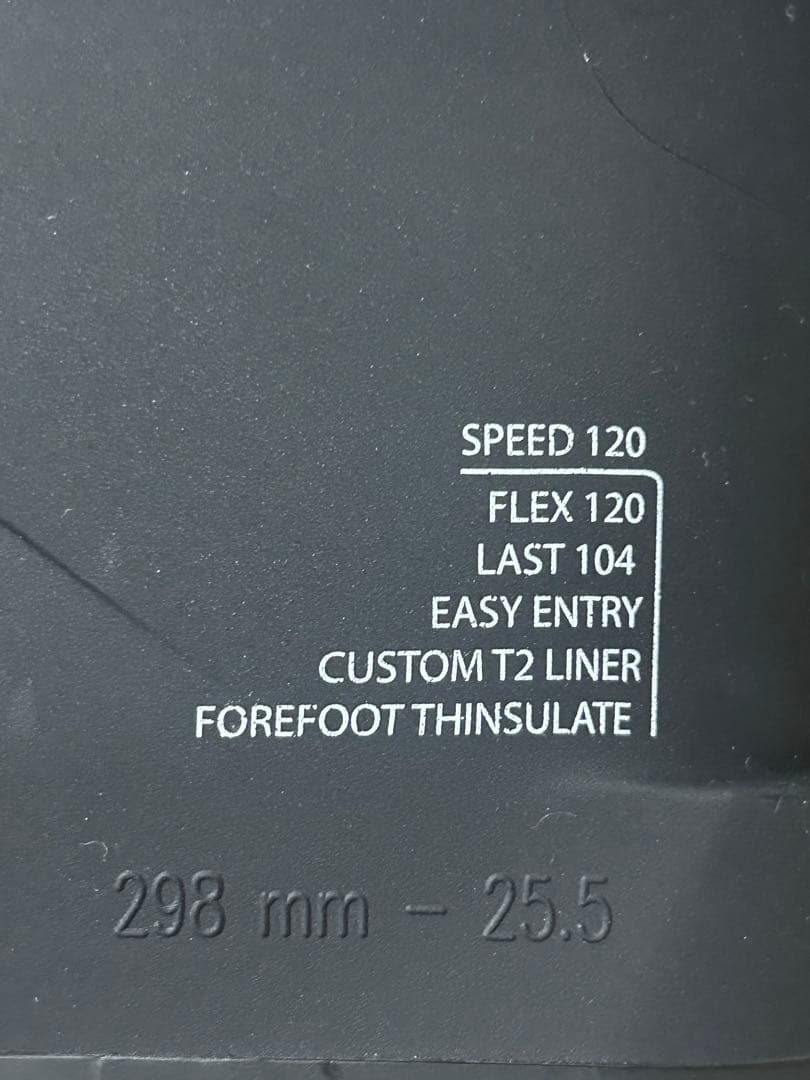 SPEED 120
FLEX 120
LAST 104
EASY ENTRY
CUSTOM T2 LINER
FOREFOOT THINSULATE
298 mm – 25.5